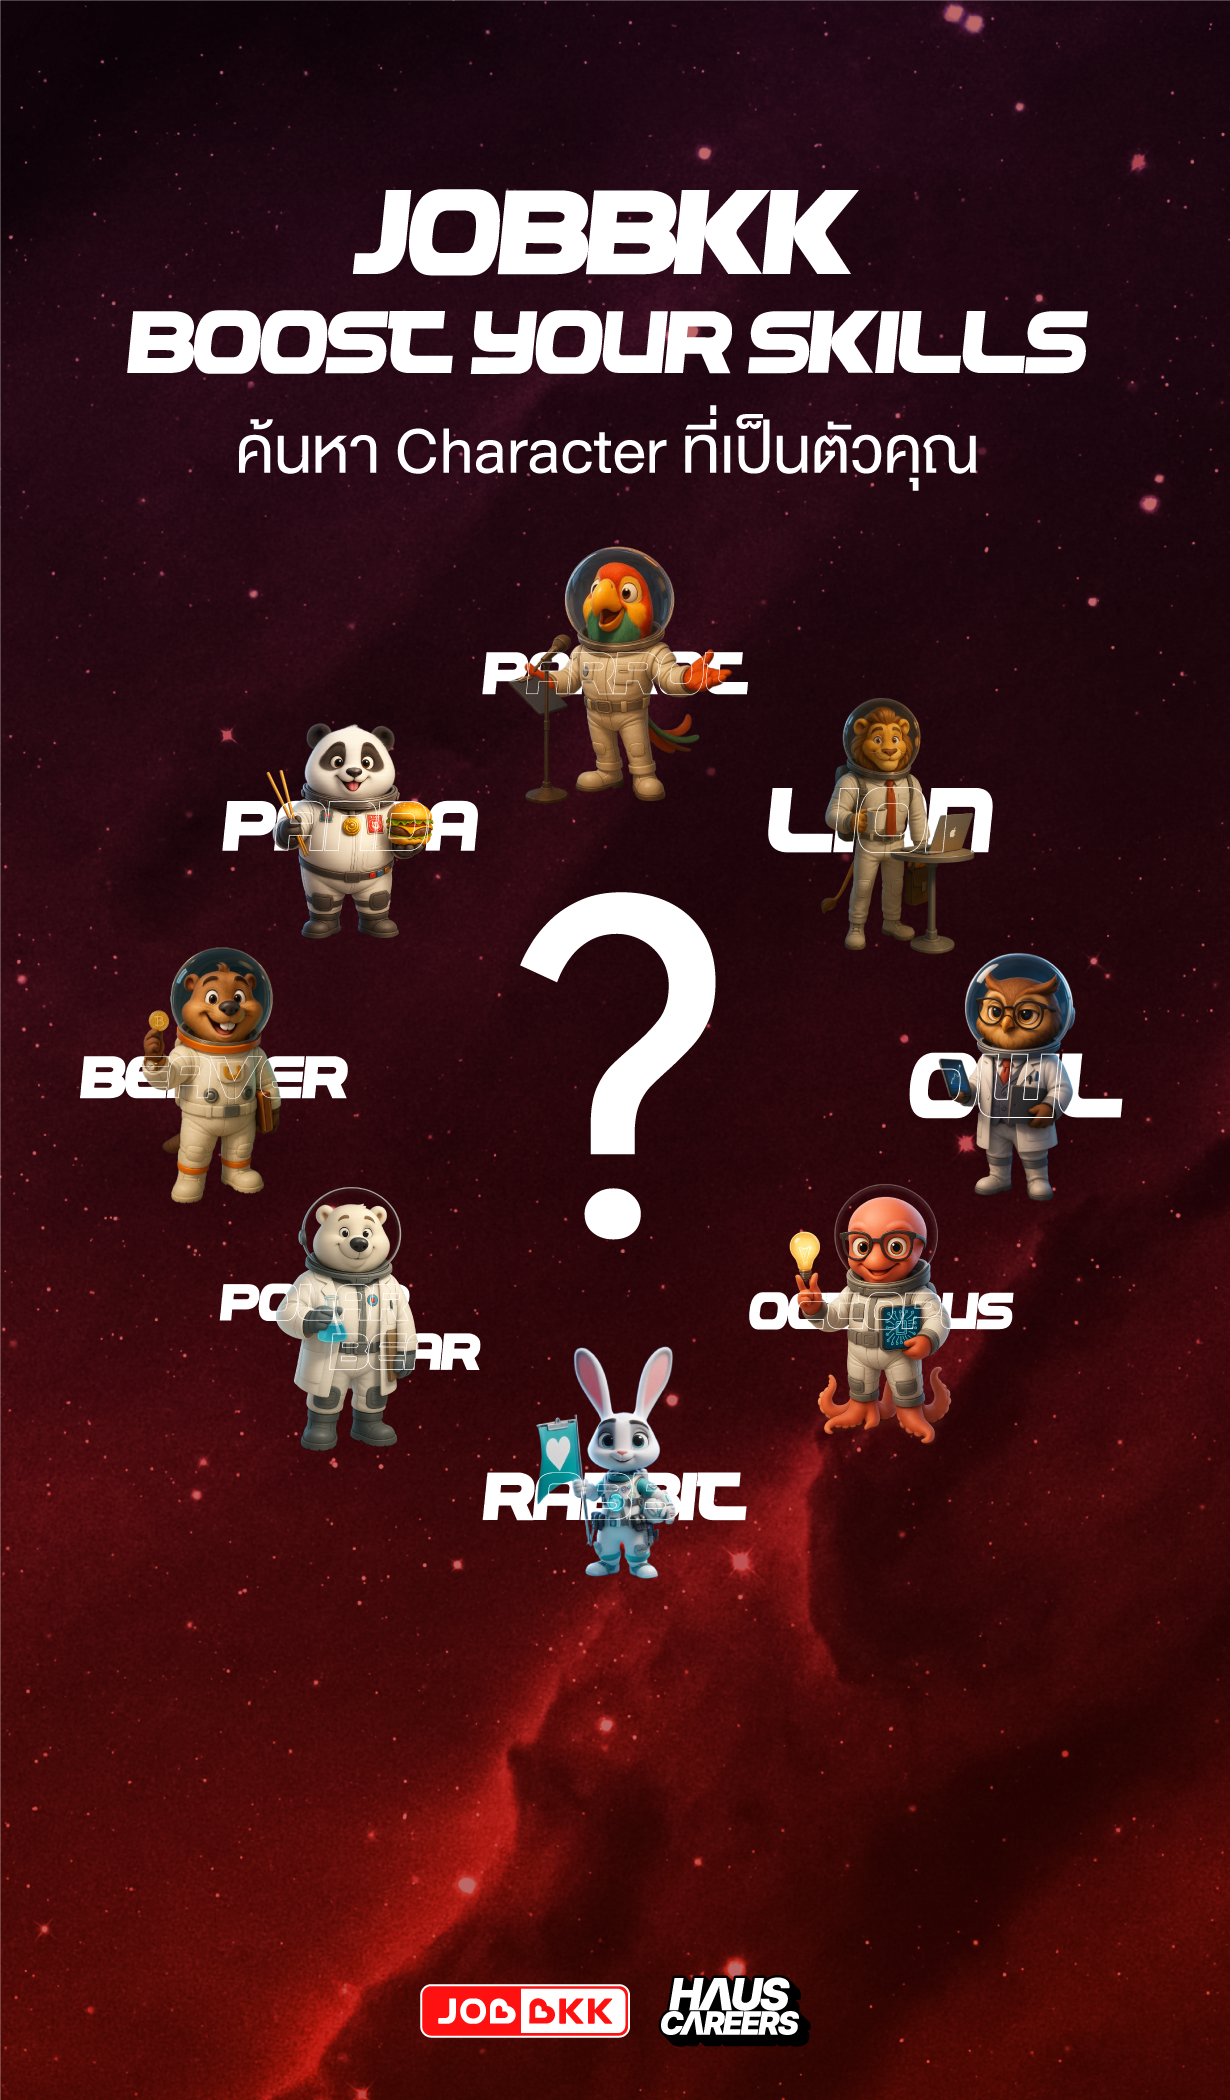 JOBBKK
BOOST YOUR SKILLS
ค้นหา Character ที่เป็นตัวคุณ
PARROT
PANDA
LION
BEAVER
OWL
POLAR
BEAR
OCTOPUS
RABBIT
JOBBKK
HAUS
CAREERS